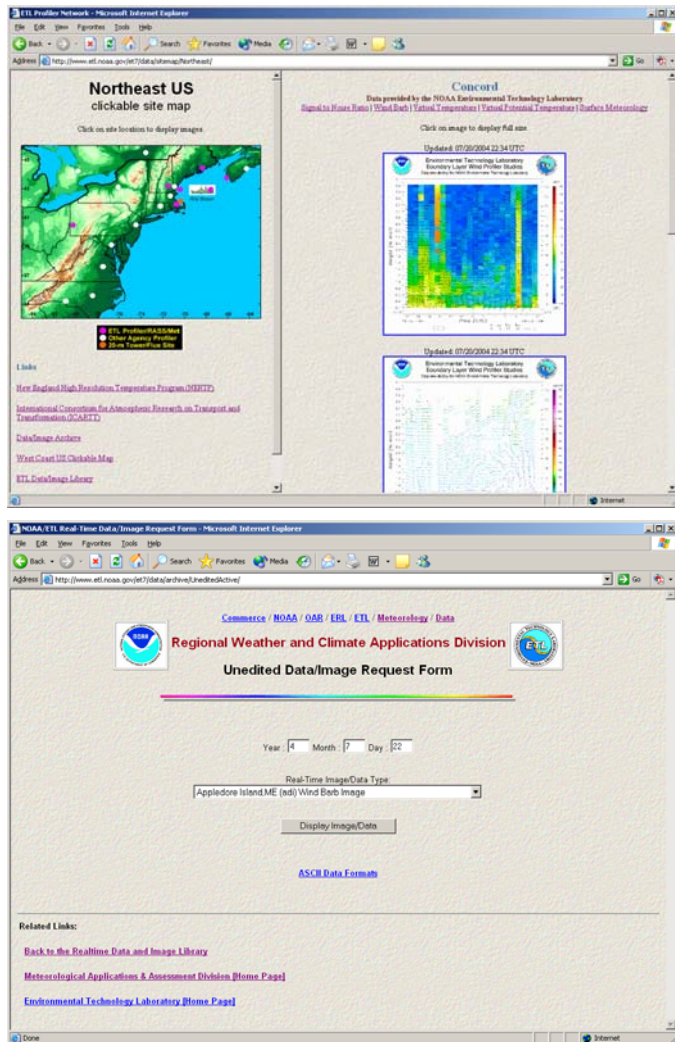 ETL Profiler Network - Microsoft Internet Explorer
File Edit View Favorites Tools Help
Back Search Favorites Media
Address http://www.etl.noaa.gov/et7/data/sitemap/Northeast/ Go
Northeast US
clickable site map
Click on site location to display images.
ETL Profiler/RASS/Met
Other Agency Profiler
20-m Tower/Flux Site
Links
New England High Resolution Temperature Program (NEHRTP)
International Consortium for Atmospheric Research on Transport and
Transformation (ICARTT)
Data/Image Archive
West Coast US Clickable Map
ETL Data/Image Library
Concord
Data provided by the NOAA Environmental Technology Laboratory
Signal to Noise Ratio | Wind Barb | Virtual Temperature | Virtual Potential Temperature | Surface Meteorology
Click on image to display full size
Updated: 07/20/2004 22:34 UTC
Environmental Technology Laboratory
Boundary Layer Wind Profiler Studies
Updated: 07/20/2004 22:34 UTC
Environmental Technology Laboratory
Boundary Layer Wind Profiler Studies
Internet
NOAA/ETL Real-Time Data/Image Request Form - Microsoft Internet Explorer
File Edit View Favorites Tools Help
Back Search Favorites Media
Address http://www.etl.noaa.gov/et7/data/archive/UneditedActive/ Go
Commerce / NOAA / OAR / ERL / ETL / Meteorology / Data
Regional Weather and Climate Applications Division
Unedited Data/Image Request Form
NOAA
ETL
Year : 4 Month : 7 Day : 22
Real-Time Image/Data Type:
Appledore Island,ME (adi) Wind Barb Image
Display Image/Data
ASCII Data Formats
Related Links:
Back to the Realtime Data and Image Library
Meteorological Applications & Assessment Division [Home Page]
Environmental Technology Laboratory [Home Page]
Done Internet